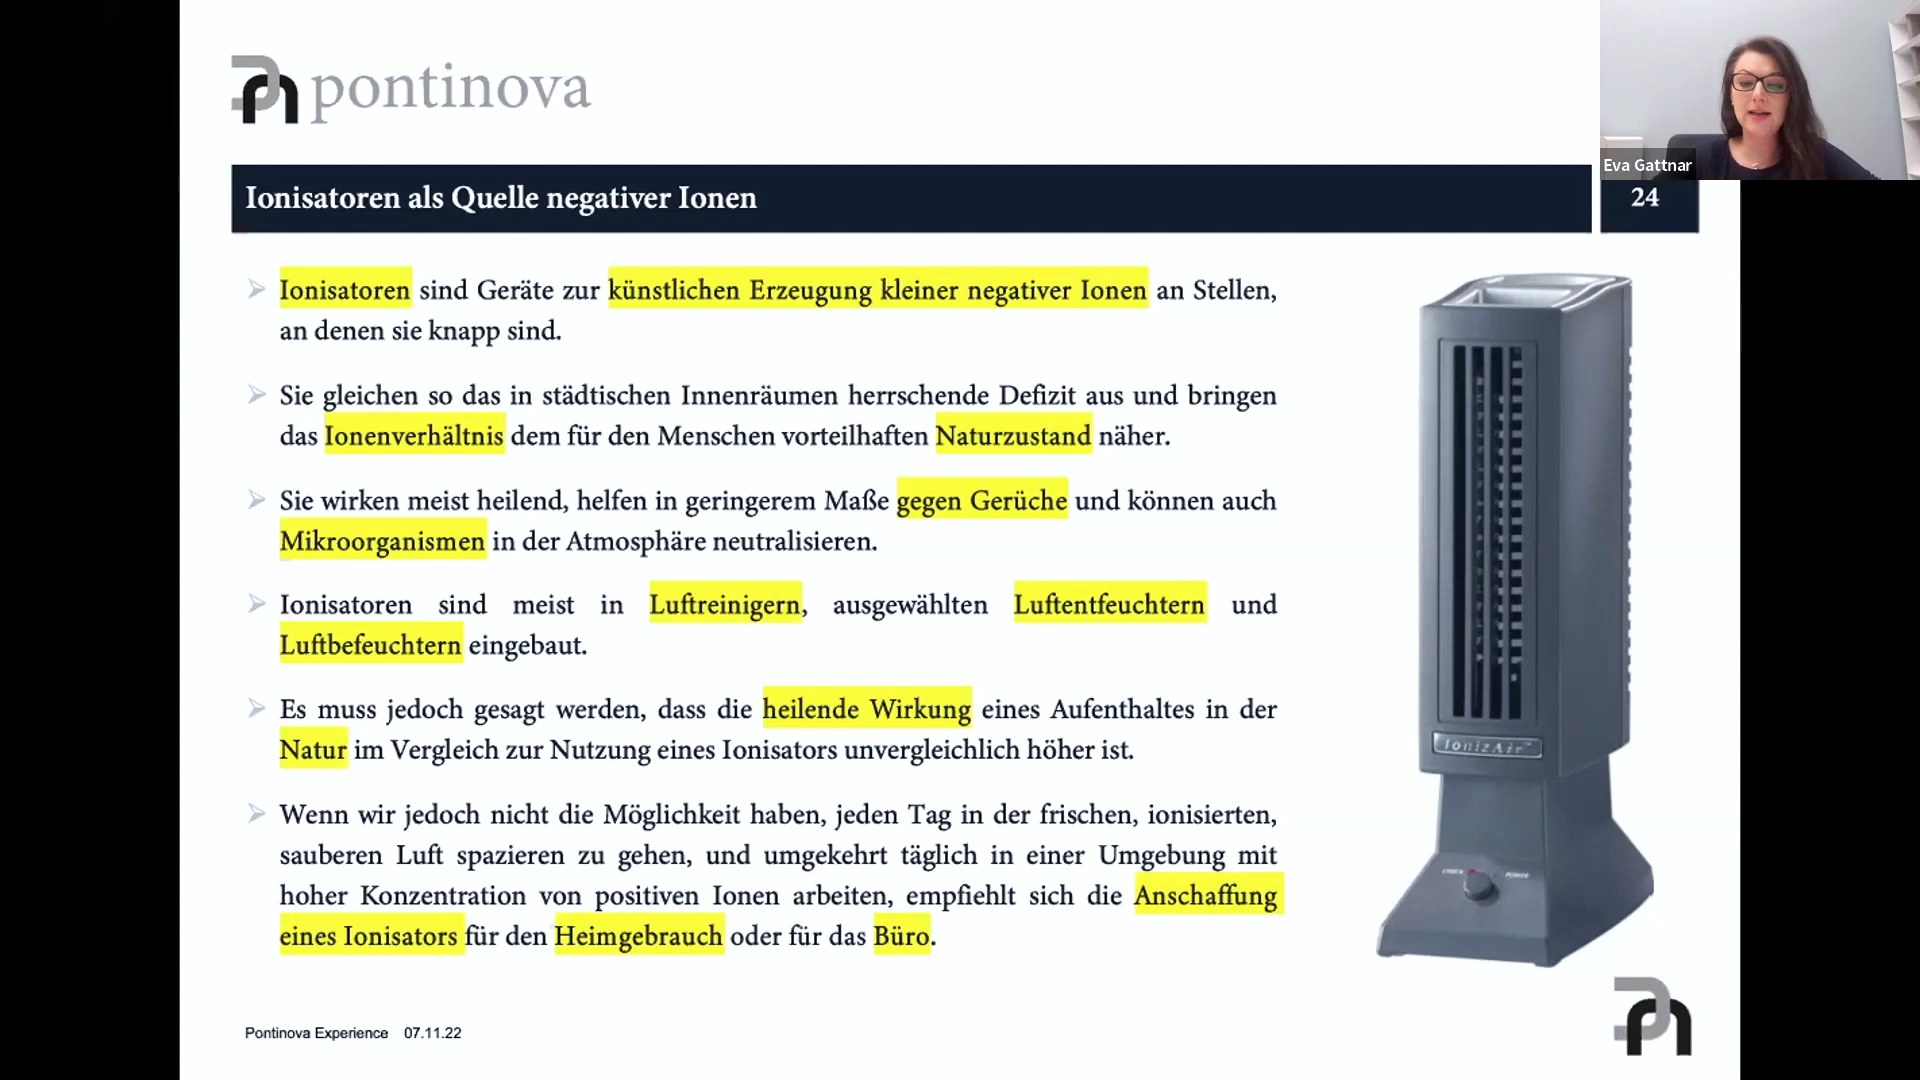 pontinova
Eva Gattnar
Ionisatoren als Quelle negativer Ionen
24
Ionisatoren sind Geräte zur künstlichen Erzeugung kleiner negativer Ionen an Stellen,
an denen sie knapp sind.
Sie gleichen so das in städtischen Innenräumen herrschende Defizit aus und bringen
das Ionenverhältnis dem für den Menschen vorteilhaften Naturzustand näher.
Sie wirken meist heilend, helfen in geringerem Maße gegen Gerüche und können auch
Mikroorganismen in der Atmosphäre neutralisieren.
Ionisatoren sind meist in Luftreinigern, ausgewählten Luftentfeuchtern und
Luftbefeuchtern eingebaut.
Es muss jedoch gesagt werden, dass die heilende Wirkung eines Aufenthaltes in der
Natur im Vergleich zur Nutzung eines Ionisators unvergleichlich höher ist.
Wenn wir jedoch nicht die Möglichkeit haben, jeden Tag in der frischen, ionisierten,
sauberen Luft spazieren zu gehen, und umgekehrt täglich in einer Umgebung mit
hoher Konzentration von positiven Ionen arbeiten, empfiehlt sich die Anschaffung
eines Ionisators für den Heimgebrauch oder für das Büro.
IonizAir™
POWER
Pontinova Experience 07.11.22